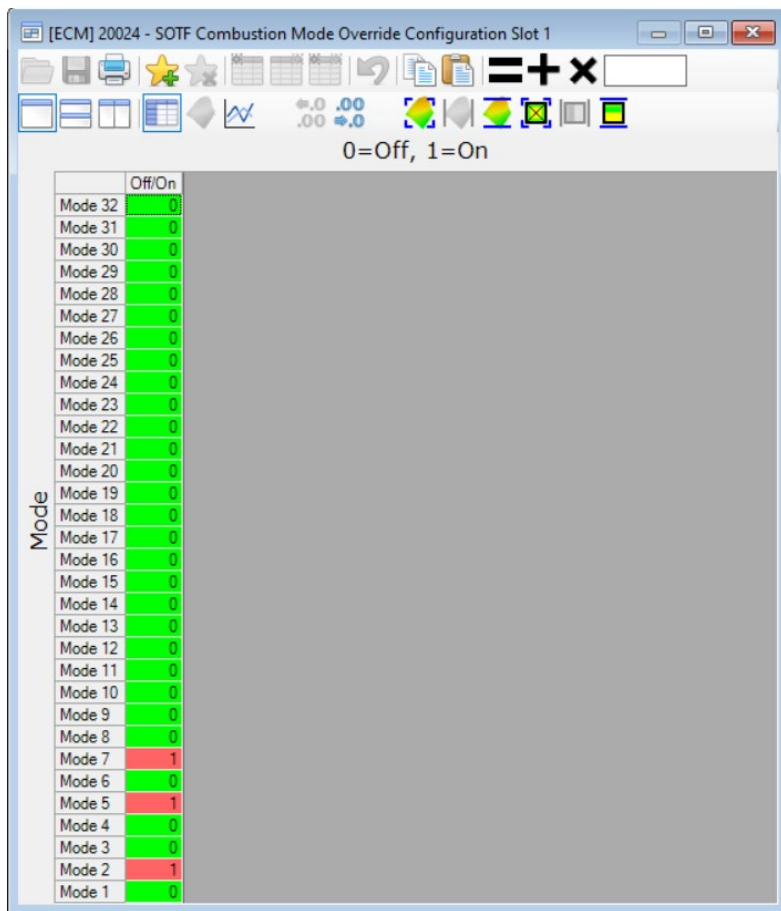 [ECM] 20024 - SOTF Combustion Mode Override Configuration Slot 1
←.0 .00
.00 →.0
0=Off, 1=On
Off/On
Mode 32 0
Mode 31 0
Mode 30 0
Mode 29 0
Mode 28 0
Mode 27 0
Mode 26 0
Mode 25 0
Mode 24 0
Mode 23 0
Mode 22 0
Mode 21 0
Mode 20 0
Mode 19 0
Mode 18 0
Mode 17 0
Mode 16 0
Mode 15 0
Mode 14 0
Mode 13 0
Mode 12 0
Mode 11 0
Mode 10 0
Mode 9 0
Mode 8 0
Mode 7 1
Mode 6 0
Mode 5 1
Mode 4 0
Mode 3 0
Mode 2 1
Mode 1 0
Mode